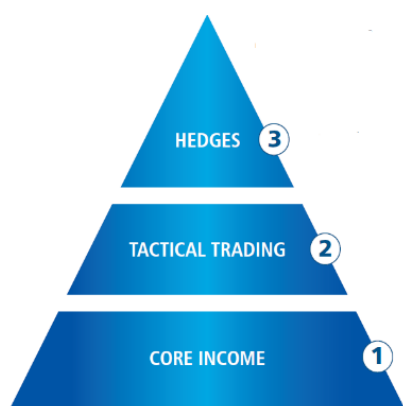 HEDGES 3
TACTICAL TRADING 2
CORE INCOME 1